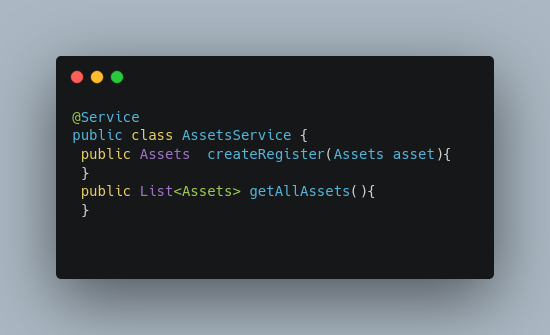 @Service
public class AssetsService {
 public Assets  createRegister(Assets asset){
 }
 public List<Assets> getAllAssets(){
 }